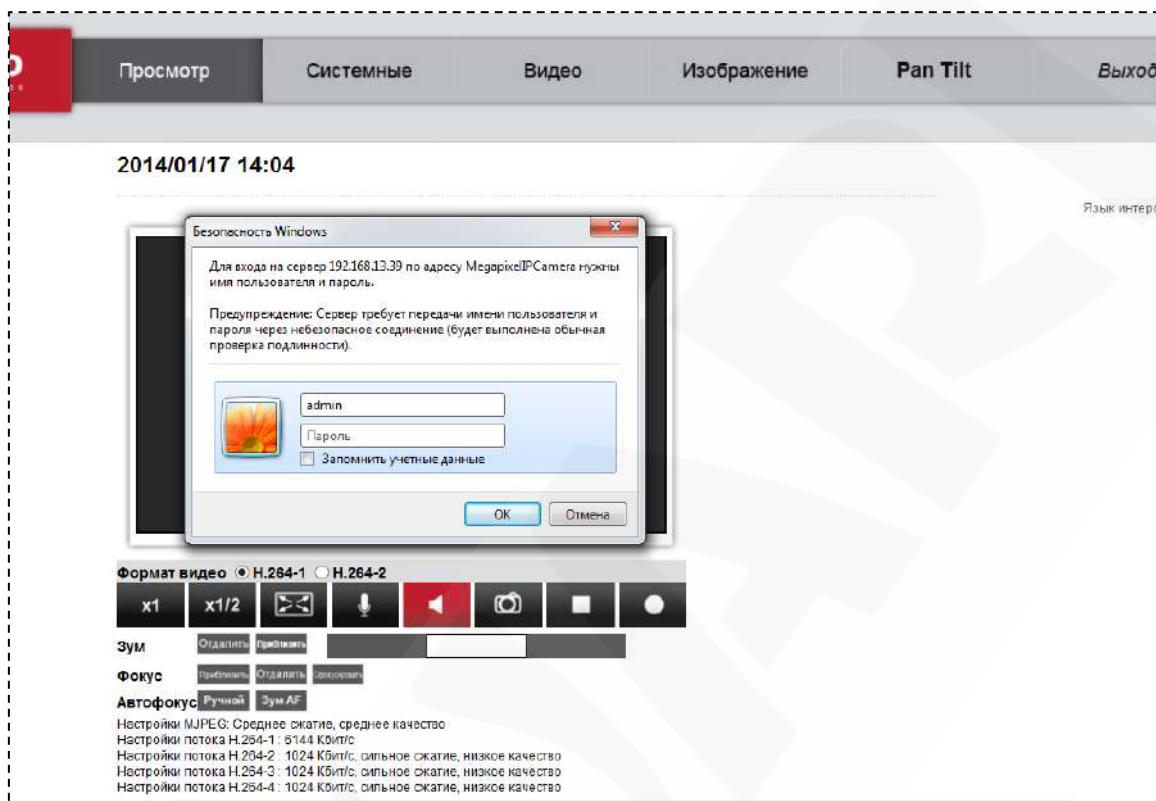 Просмотр Системные Видео Изображение Pan Tilt Выход
2014/01/17 14:04
Язык интерф
Безопасность Windows
Для входа на сервер 192.168.13.39 по адресу MegapixelIPCamera нужны
имя пользователя и пароль.
Предупреждение: Сервер требует передачи имени пользователя и
пароля через небезопасное соединение (будет выполнена обычная
проверка подлинности).
admin
Пароль
Запомнить учетные данные
ОК Отмена
Формат видео H.264-1 H.264-2
x1 x1/2
Зум Отдалить Приблизить
Фокус Приблизить Отдалить
Автофокус Ручной Зум AF
Настройки MJPEG: Среднее сжатие, среднее качество
Настройки потока H.264-1 : 6144 Кбит/с
Настройки потока H.264-2 : 1024 Кбит/с, сильное сжатие, низкое качество
Настройки потока H.264-3 : 1024 Кбит/с, сильное сжатие, низкое качество
Настройки потока H.264-4 : 1024 Кбит/с, сильное сжатие, низкое качество